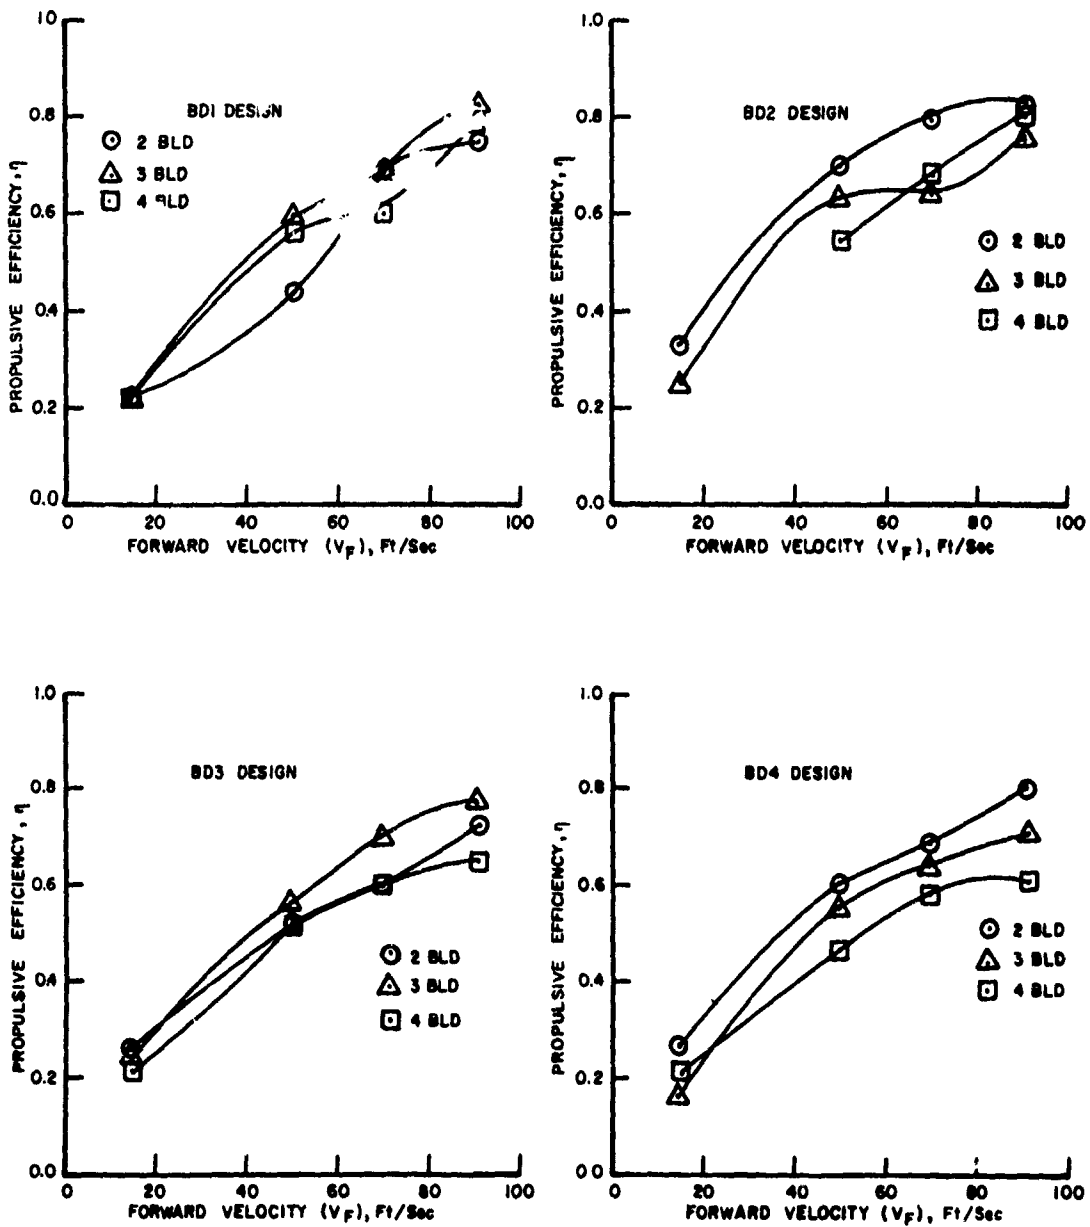 10
0.8
0.6
0.4
0.2
0.0
PROPULSIVE EFFICIENCY, η
BD1 DESIGN
2 BLD
3 BLD
4 BLD
0 20 40 60 80 100
FORWARD VELOCITY (VF), Ft/Sec
1.0
0.8
0.6
0.4
0.2
0.0
PROPULSIVE EFFICIENCY, η
BD2 DESIGN
2 BLD
3 BLD
4 BLD
0 20 40 60 80 100
FORWARD VELOCITY (VF), Ft/Sec
1.0
0.8
0.6
0.4
0.2
0.0
PROPULSIVE EFFICIENCY, η
BD3 DESIGN
2 BLD
3 BLD
4 BLD
0 20 40 60 80 100
FORWARD VELOCITY (VF), Ft/Sec
1.0
0.8
0.6
0.4
0.2
0.0
PROPULSIVE EFFICIENCY, η
BD4 DESIGN
2 BLD
3 BLD
4 BLD
0 20 40 60 80 100
FORWARD VELOCITY (VF), Ft/Sec